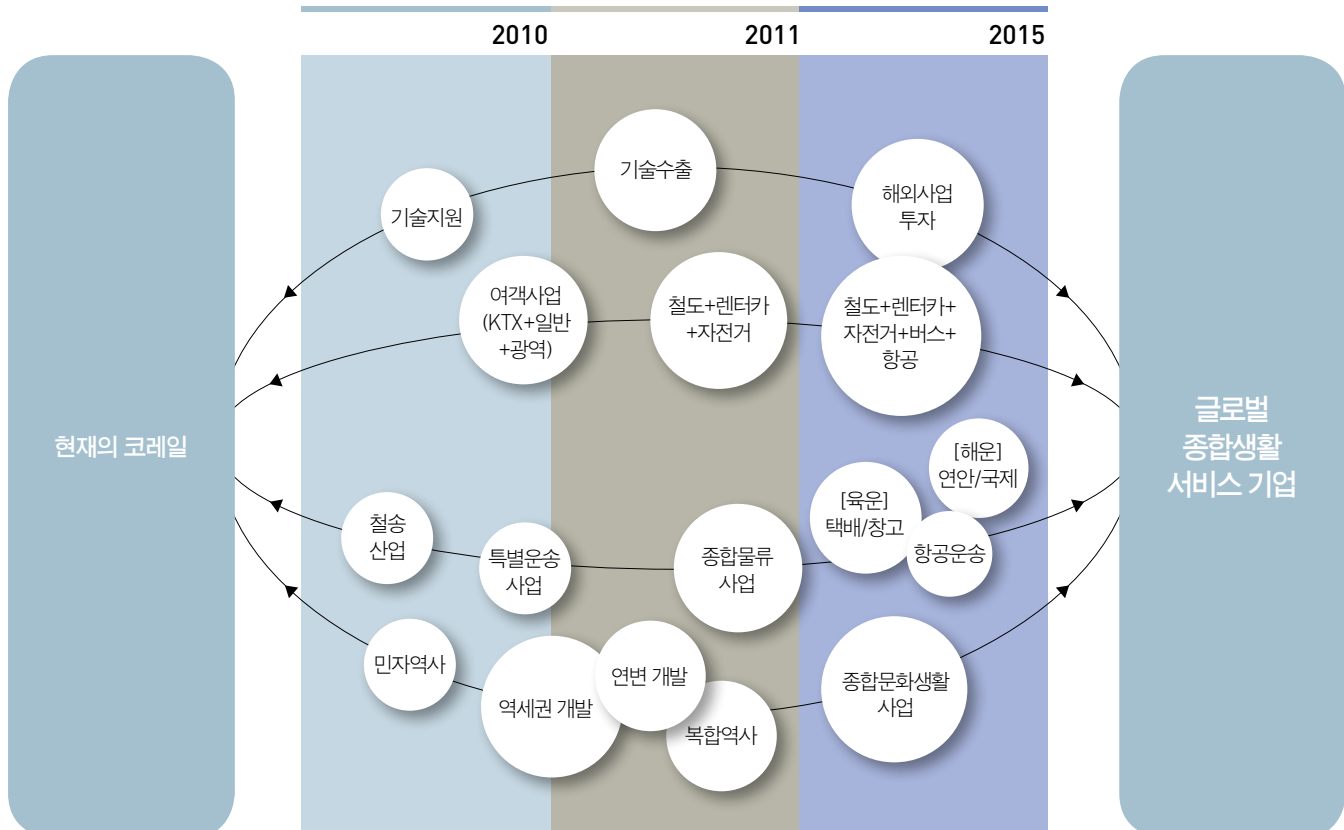 2010
2011
2015
현재의 코레일
기술지원
기술수출
해외사업
투자
여객사업
(KTX+일반
+광역)
철도+렌터카
+자전거
철도+렌터카+
자전거+버스+
항공
철송
산업
특별운송
사업
종합물류
사업
[육운]
택배/창고
[해운]
연안/국제
항공운송
민자역사
역세권 개발
연변 개발
복합역사
종합문화생활
사업
글로벌
종합생활
서비스 기업